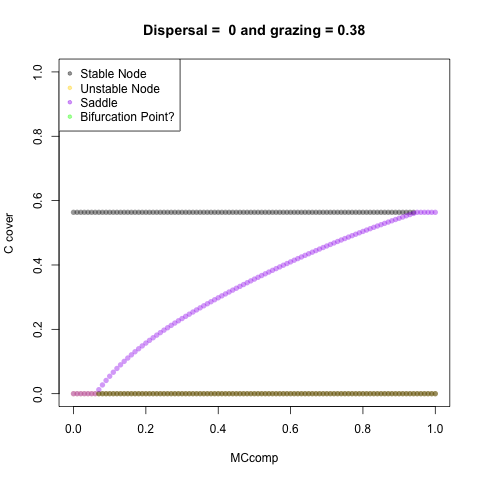 Dispersal =  0 and grazing = 0.38
Stable Node
Unstable Node
Saddle
Bifurcation Point?
1.0
0.8
0.6
0.4
0.2
0.0
C cover
0.0 0.2 0.4 0.6 0.8 1.0
MCcomp